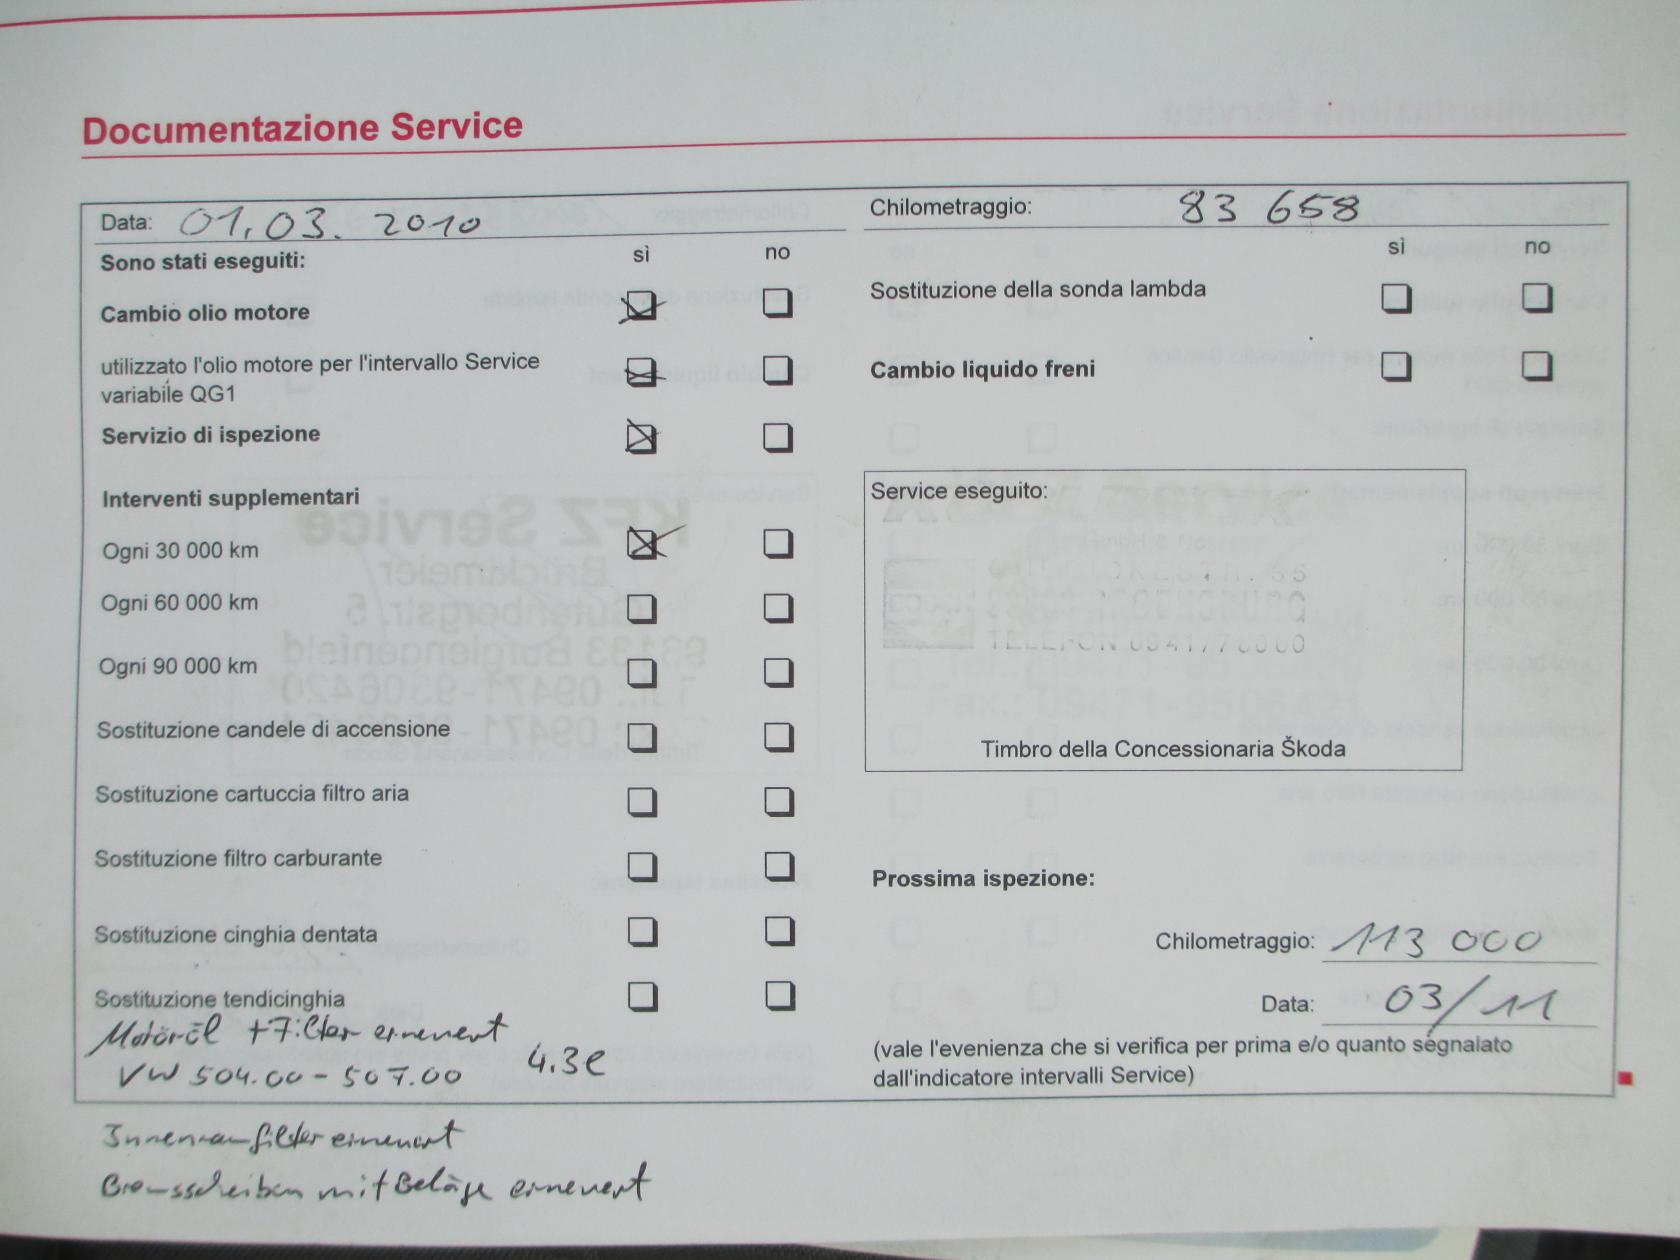 Documentazione Service
Data: 01.03.2010
Chilometraggio: 83 658
Sono stati eseguiti: sì no
Cambio olio motore
utilizzato l'olio motore per l'intervallo Service
variabile QG1
Servizio di ispezione
Interventi supplementari
Ogni 30 000 km
Ogni 60 000 km
Ogni 90 000 km
Sostituzione candele di accensione
Sostituzione cartuccia filtro aria
Sostituzione filtro carburante
Sostituzione cinghia dentata
Sostituzione tendicinghia
Motoröl + Filter erneuert
VW 504.00 - 507.00 4.3l
sì no
Sostituzione della sonda lambda
Cambio liquido freni
Service eseguito:
TELEFON
Timbro della Concessionaria Škoda
Prossima ispezione:
Chilometraggio: 113 000
Data: 03/11
(vale l'evenienza che si verifica per prima e/o quanto segnalato
dall'indicatore intervalli Service)
Innenraumfilter erneuert
Bremsscheiben mit Beläge erneuert